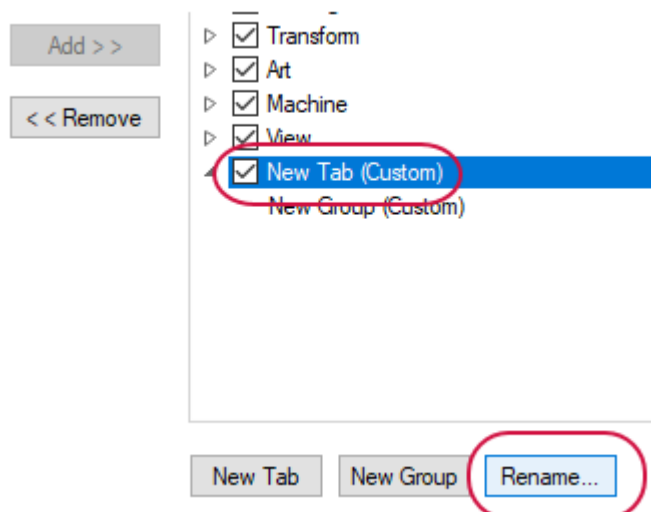 Add > >
< < Remove
Transform
Art
Machine
View
New Tab (Custom)
New Group (Custom)
New Tab
New Group
Rename...